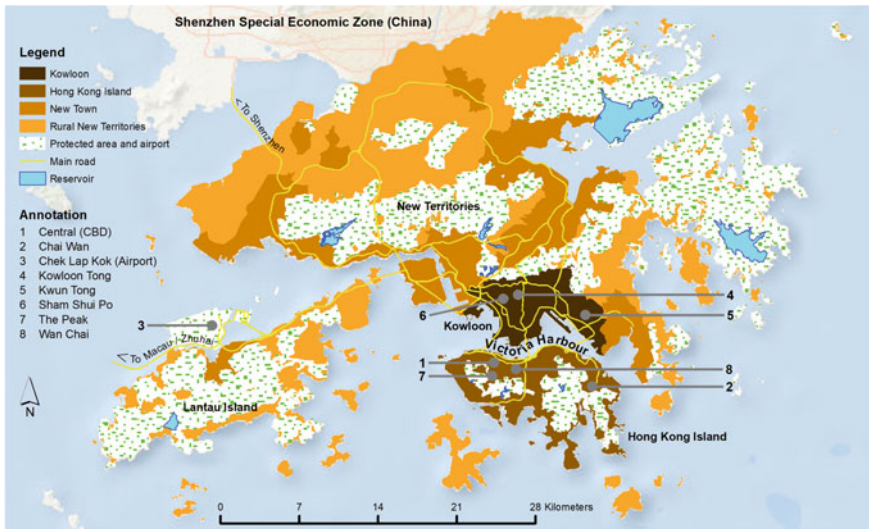 Shenzhen Special Economic Zone (China)
Legend
Kowloon
Hong Kong Island
New Town
Rural New Territories
Protected area and airport
Main road
Reservoir
Annotation
1 Central (CBD)
2 Chai Wan
3 Chek Lap Kok (Airport)
4 Kowloon Tong
5 Kwun Tong
6 Sham Shui Po
7 The Peak
8 Wan Chai
To Shenzhen
New Territories
4
6
5
3
Kowloon
To Macau / Zhuhai
Victoria Harbour
1
8
7
2
N
Lantau Island
Hong Kong Island
0 7 14 21 28 Kilometers